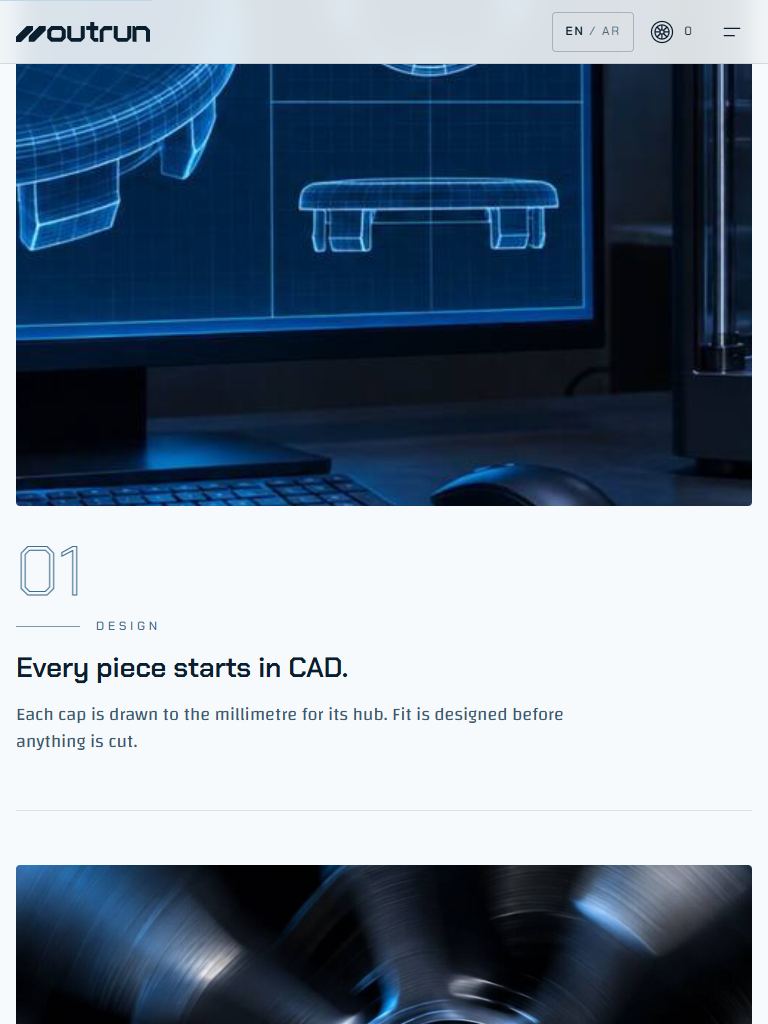 outrun
EN / AR
0
01
DESIGN
Every piece starts in CAD.
Each cap is drawn to the millimetre for its hub. Fit is designed before
anything is cut.